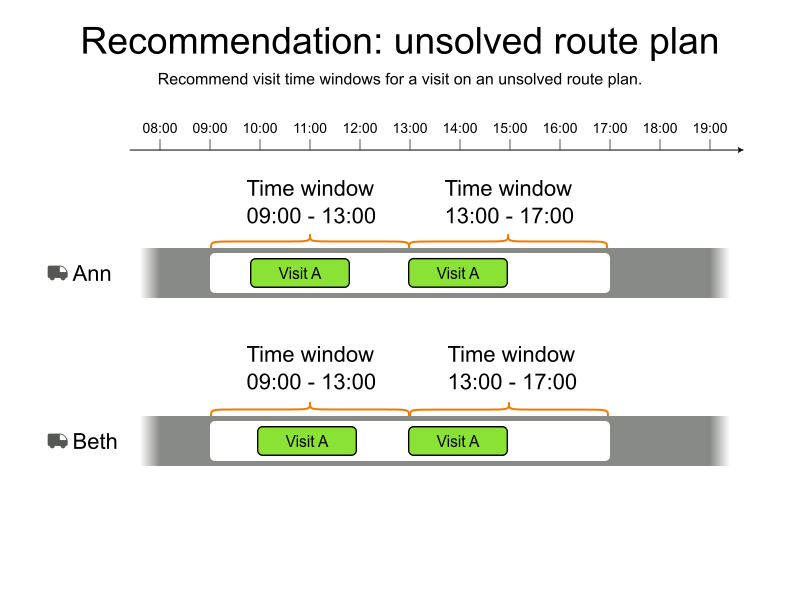 Recommendation: unsolved route plan
Recommend visit time windows for a visit on an unsolved route plan.
08:00 09:00 10:00 11:00 12:00 13:00 14:00 15:00 16:00 17:00 18:00 19:00
Time window Time window
09:00 - 13:00 13:00 - 17:00
Ann Visit A Visit A
Time window Time window
09:00 - 13:00 13:00 - 17:00
Beth Visit A Visit A